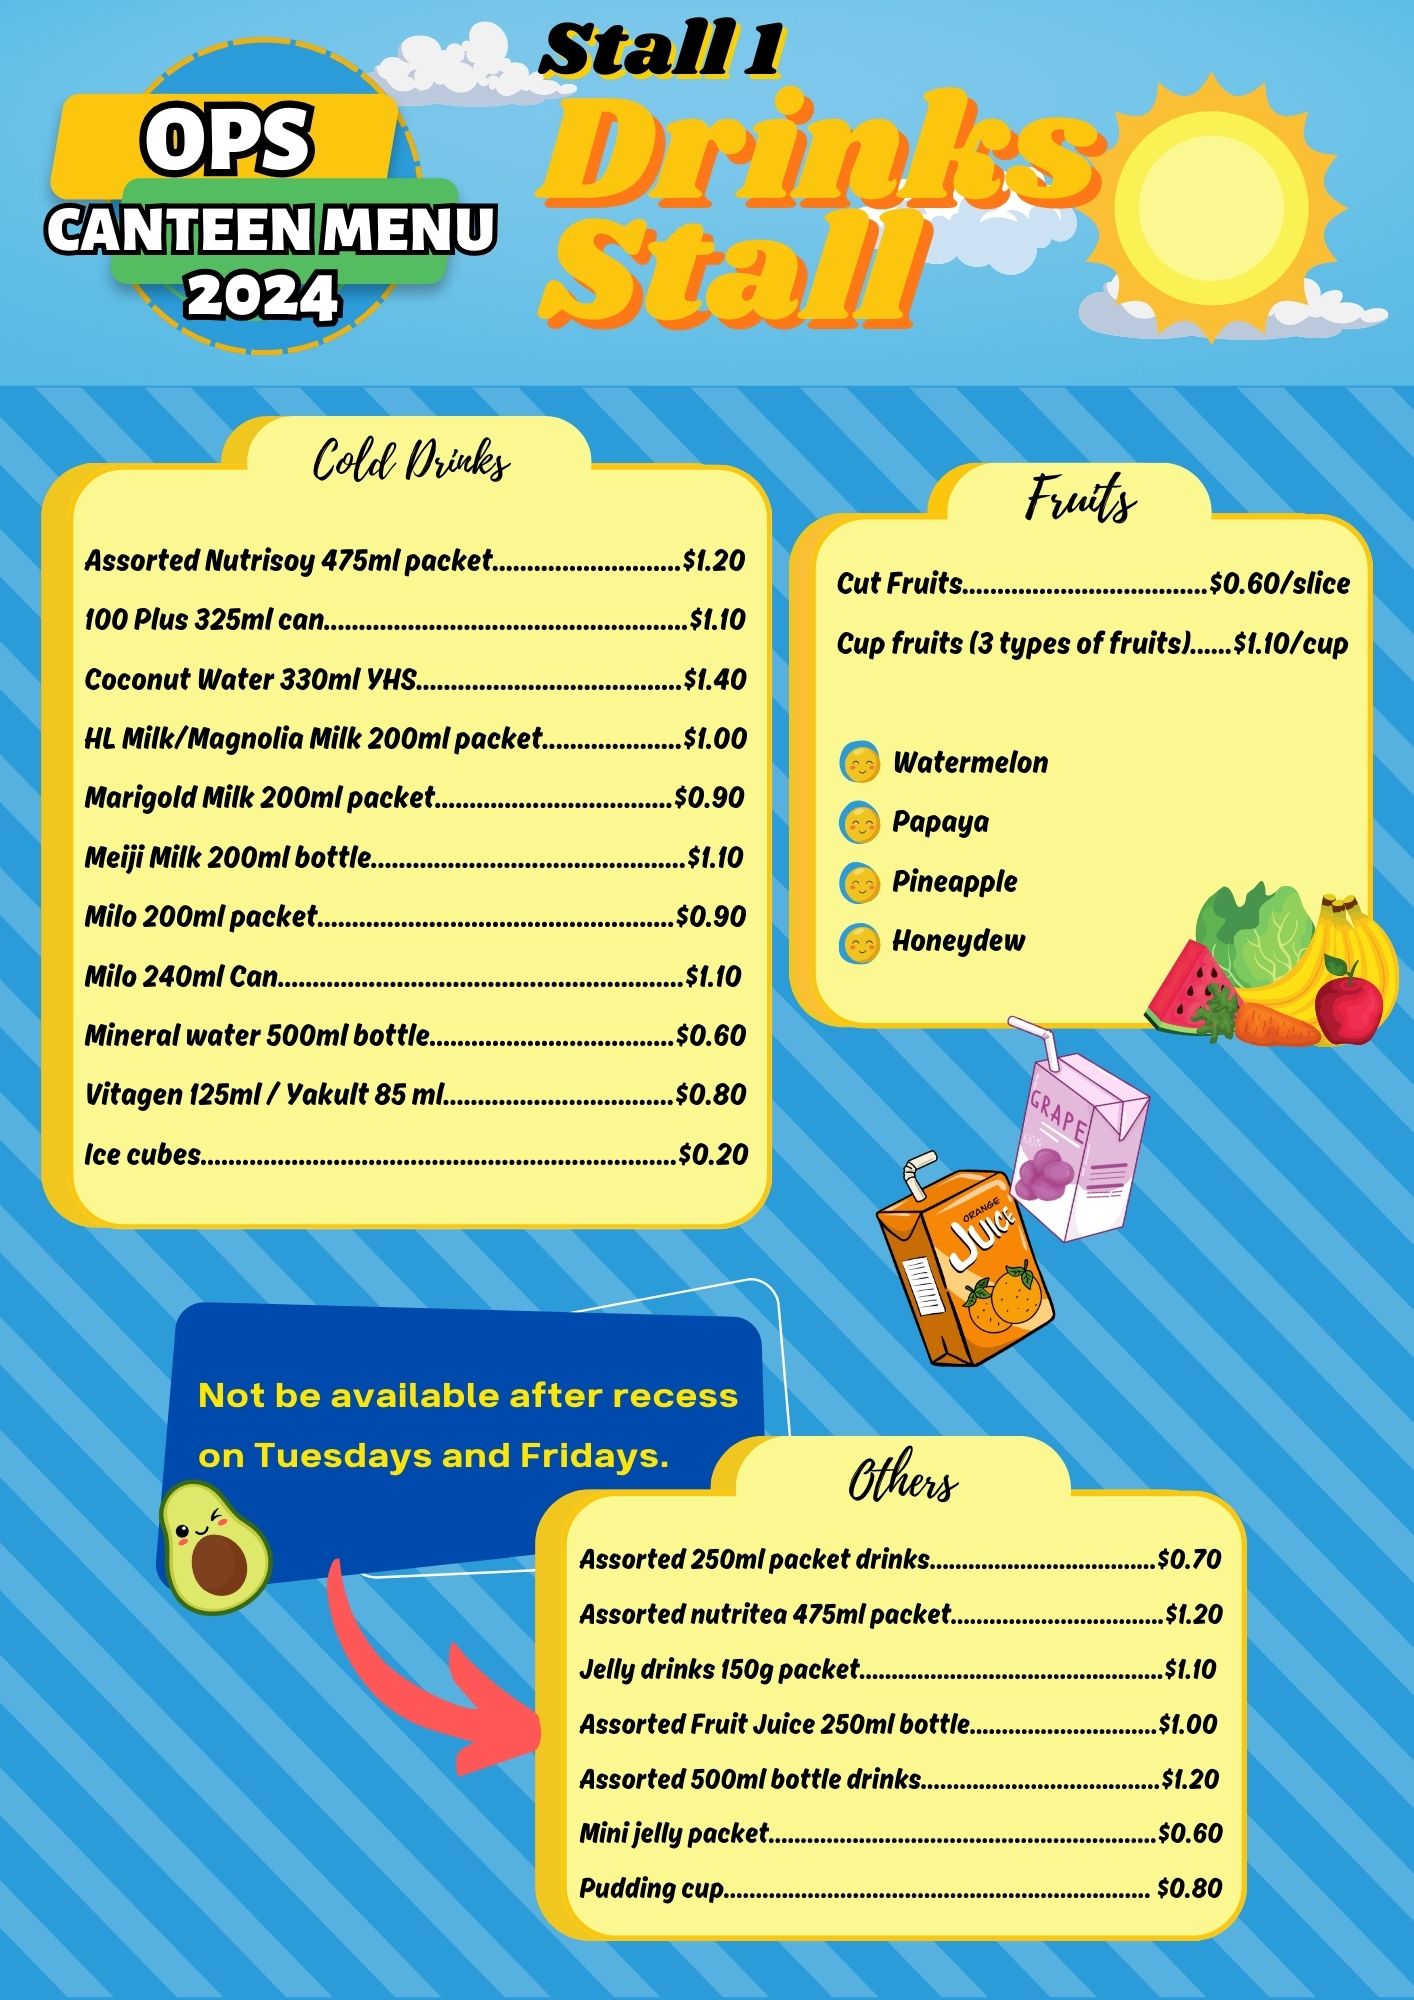 OPS
CANTEEN MENU
2024
Stall 1
Drinks
Stall
Cold Drinks
Assorted Nutrisoy 475ml packet...........................$1.20
100 Plus 325ml can....................................................$1.10
Coconut Water 330ml YHS......................................$1.40
HL Milk/Magnolia Milk 200ml packet....................$1.00
Marigold Milk 200ml packet..................................$0.90
Meiji Milk 200ml bottle.............................................$1.10
Milo 200ml packet...................................................$0.90
Milo 240ml Can..........................................................$1.10
Mineral water 500ml bottle...................................$0.60
Vitagen 125ml / Yakult 85 ml.................................$0.80
Ice cubes....................................................................$0.20
Fruits
Cut Fruits...................................$0.60/slice
Cup fruits (3 types of fruits)......$1.10/cup
Watermelon
Papaya
Pineapple
Honeydew
GRAPE
100%
ORANGE
JUICE
Not be available after recess
on Tuesdays and Fridays.
Others
Assorted 250ml packet drinks...................................$0.70
Assorted nutritea 475ml packet.................................$1.20
Jelly drinks 150g packet...............................................$1.10
Assorted Fruit Juice 250ml bottle.............................$1.00
Assorted 500ml bottle drinks.....................................$1.20
Mini jelly packet............................................................$0.60
Pudding cup.................................................................. $0.80